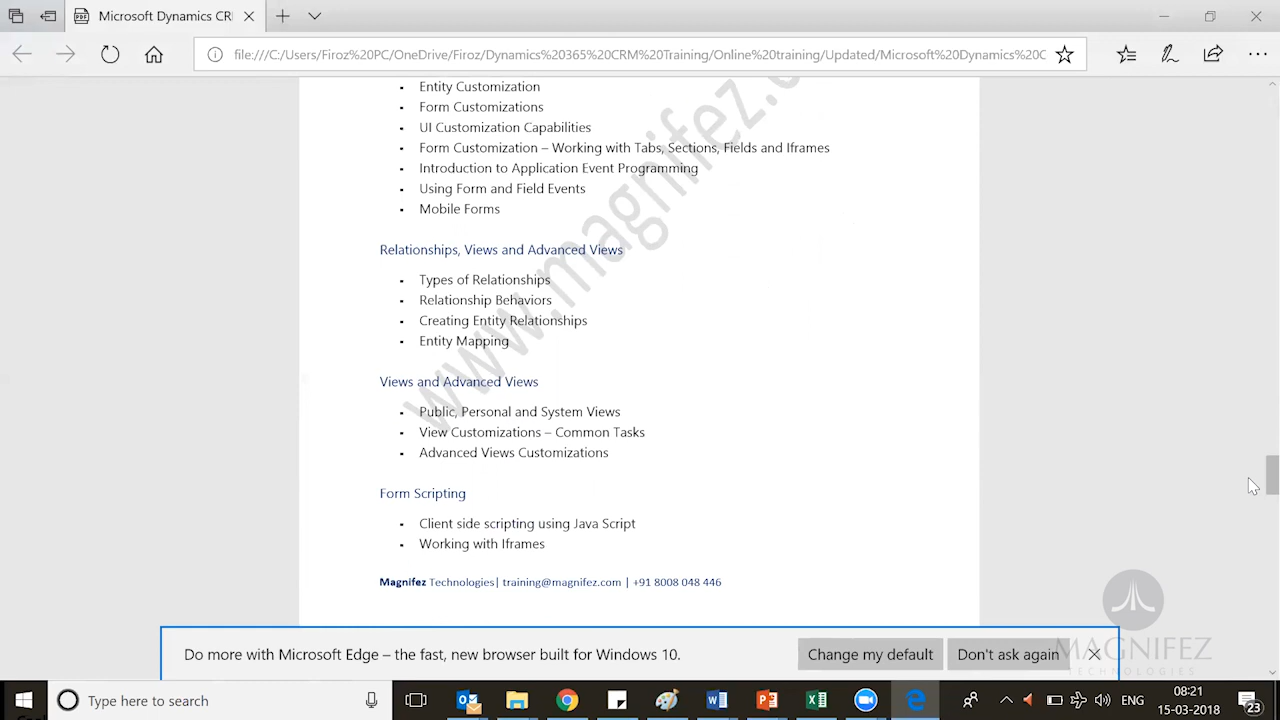 Microsoft Dynamics CRI
file:///C:/Users/Firoz%20PC/OneDrive/Firoz/Dynamics%20365%20CRM%20Training/Online%20training/Updated/Microsoft%20Dynamics%20C
Entity Customization
Form Customizations
UI Customization Capabilities
Form Customization – Working with Tabs, Sections, Fields and Iframes
Introduction to Application Event Programming
Using Form and Field Events
Mobile Forms
www.magnifez.c
Relationships, Views and Advanced Views
Types of Relationships
Relationship Behaviors
Creating Entity Relationships
Entity Mapping
Views and Advanced Views
Public, Personal and System Views
View Customizations – Common Tasks
Advanced Views Customizations
Form Scripting
Client side scripting using Java Script
Working with Iframes
Magnifez Technologies| training@magnifez.com | +91 8008 048 446
Do more with Microsoft Edge – the fast, new browser built for Windows 10.
Change my default
Don't ask again
MAGNIFEZ
TECHNOLOGIES
Type here to search
ENG
08:21
15-03-2018
23